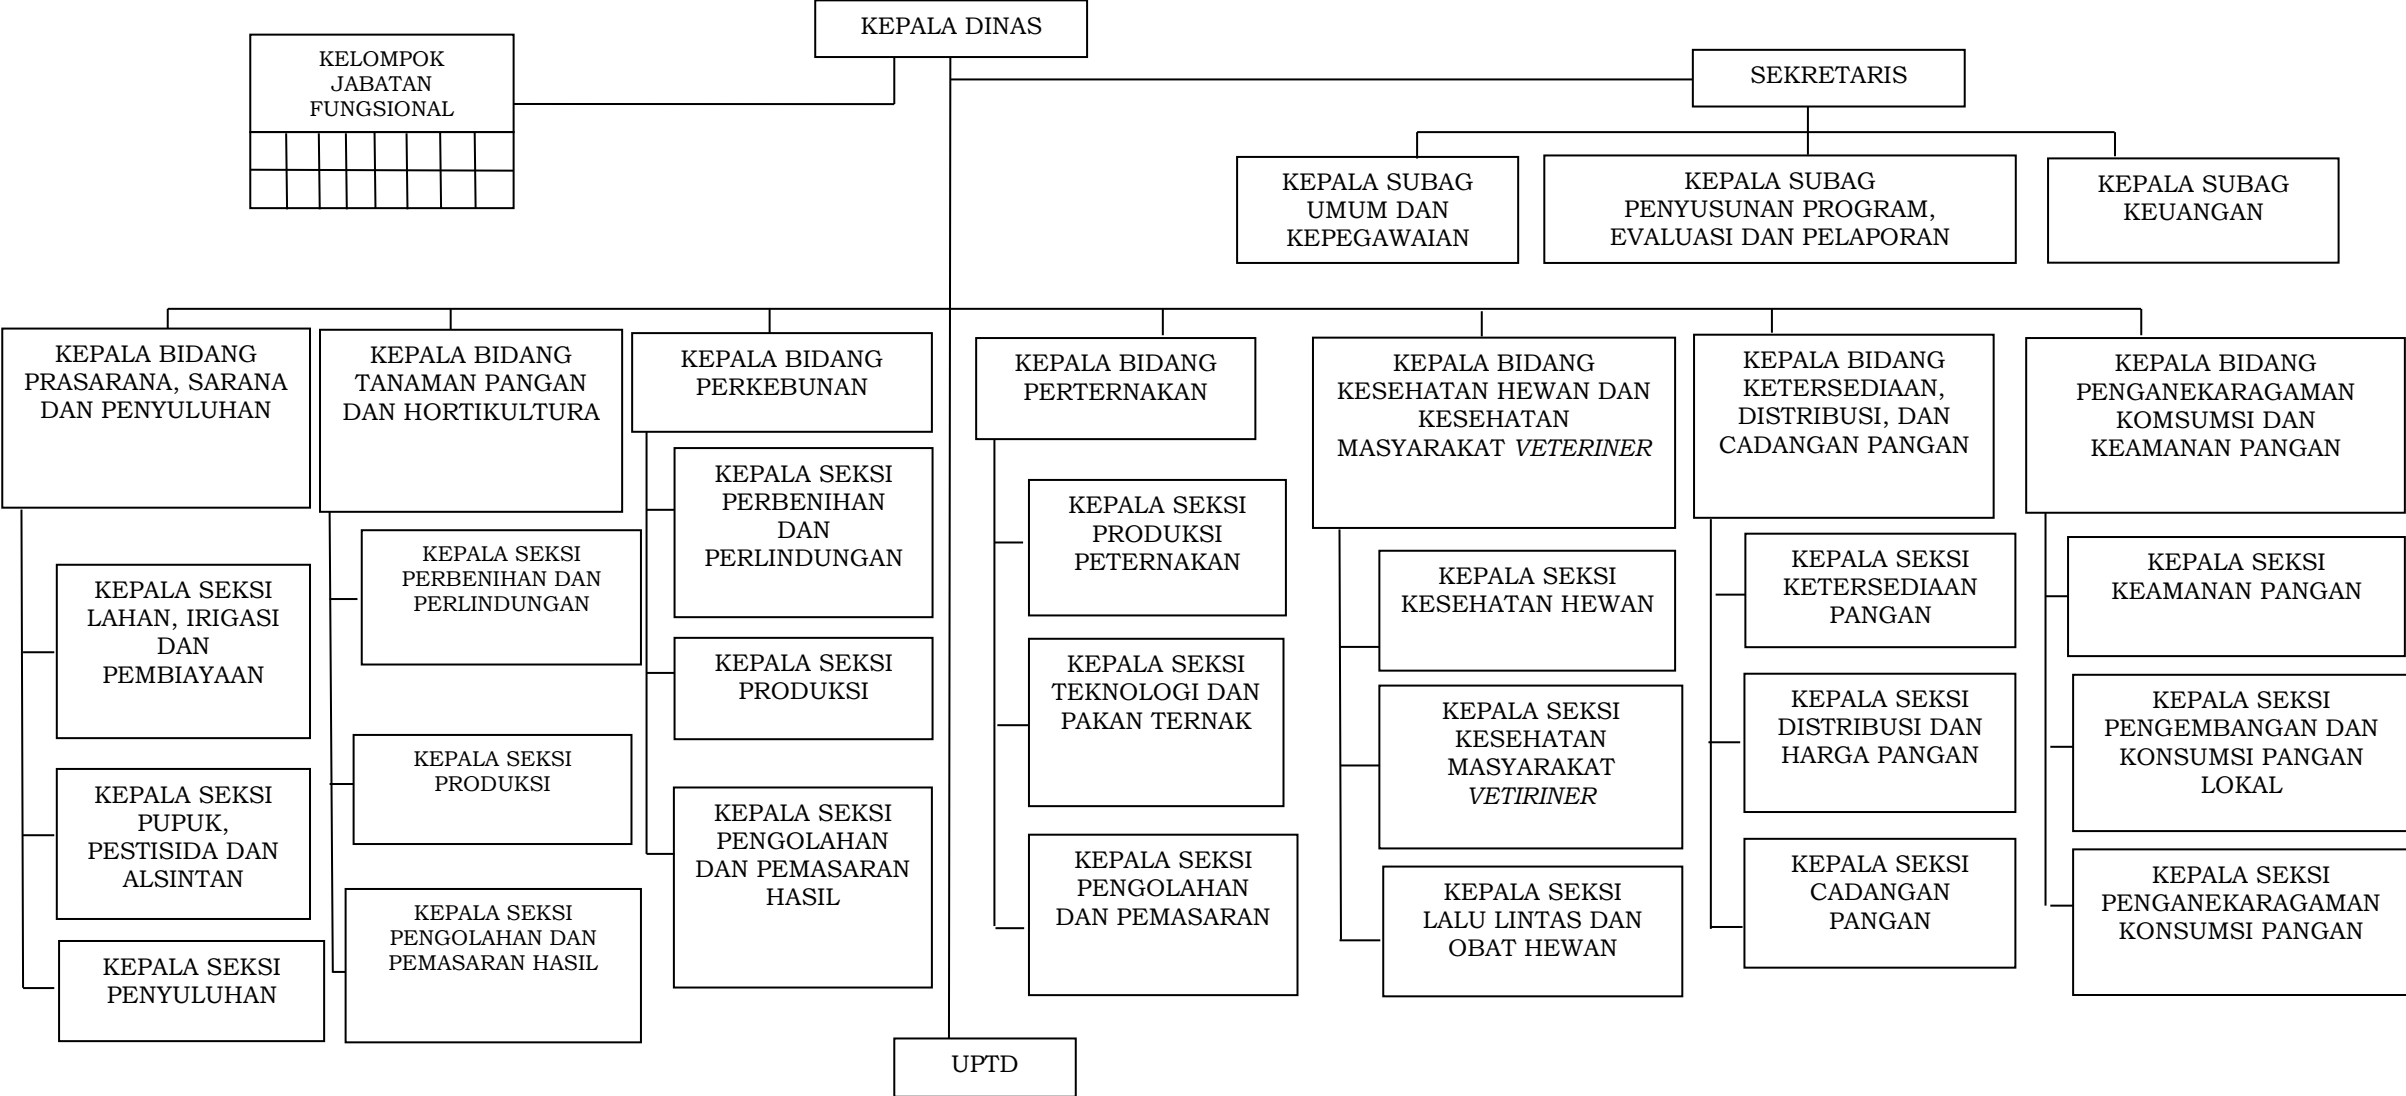 KEPALA DINAS
KELOMPOK
JABATAN
FUNGSIONAL
SEKRETARIS
KEPALA SUBAG
UMUM DAN
KEPEGAWAIAN
KEPALA SUBAG
PENYUSUNAN PROGRAM,
EVALUASI DAN PELAPORAN
KEPALA SUBAG
KEUANGAN
KEPALA BIDANG
PRASARANA, SARANA
DAN PENYULUHAN
KEPALA SEKSI
LAHAN, IRIGASI
DAN
PEMBIAYAAN
KEPALA SEKSI
PUPUK,
PESTISIDA DAN
ALSINTAN
KEPALA SEKSI
PENYULUHAN
KEPALA BIDANG
TANAMAN PANGAN
DAN HORTIKULTURA
KEPALA SEKSI
PERBENIHAN DAN
PERLINDUNGAN
KEPALA SEKSI
PRODUKSI
KEPALA SEKSI
PENGOLAHAN DAN
PEMASARAN HASIL
KEPALA BIDANG
PERKEBUNAN
KEPALA SEKSI
PERBENIHAN
DAN
PERLINDUNGAN
KEPALA SEKSI
PRODUKSI
KEPALA SEKSI
PENGOLAHAN
DAN PEMASARAN
HASIL
KEPALA BIDANG
PERTERNAKAN
KEPALA SEKSI
PRODUKSI
PETERNAKAN
KEPALA SEKSI
TEKNOLOGI DAN
PAKAN TERNAK
KEPALA SEKSI
PENGOLAHAN
DAN PEMASARAN
KEPALA BIDANG
KESEHATAN HEWAN DAN
KESEHATAN
MASYARAKAT VETERINER
KEPALA SEKSI
KESEHATAN HEWAN
KEPALA SEKSI
KESEHATAN
MASYARAKAT
VETIRINER
KEPALA SEKSI
LALU LINTAS DAN
OBAT HEWAN
KEPALA BIDANG
KETERSEDIAAN,
DISTRIBUSI, DAN
CADANGAN PANGAN
KEPALA SEKSI
KETERSEDIAAN
PANGAN
KEPALA SEKSI
DISTRIBUSI DAN
HARGA PANGAN
KEPALA SEKSI
CADANGAN
PANGAN
KEPALA BIDANG
PENGANEKARAGAMAN
KOMSUMSI DAN
KEAMANAN PANGAN
KEPALA SEKSI
KEAMANAN PANGAN
KEPALA SEKSI
PENGEMBANGAN DAN
KONSUMSI PANGAN
LOKAL
KEPALA SEKSI
PENGANEKARAGAMAN
KONSUMSI PANGAN
UPTD